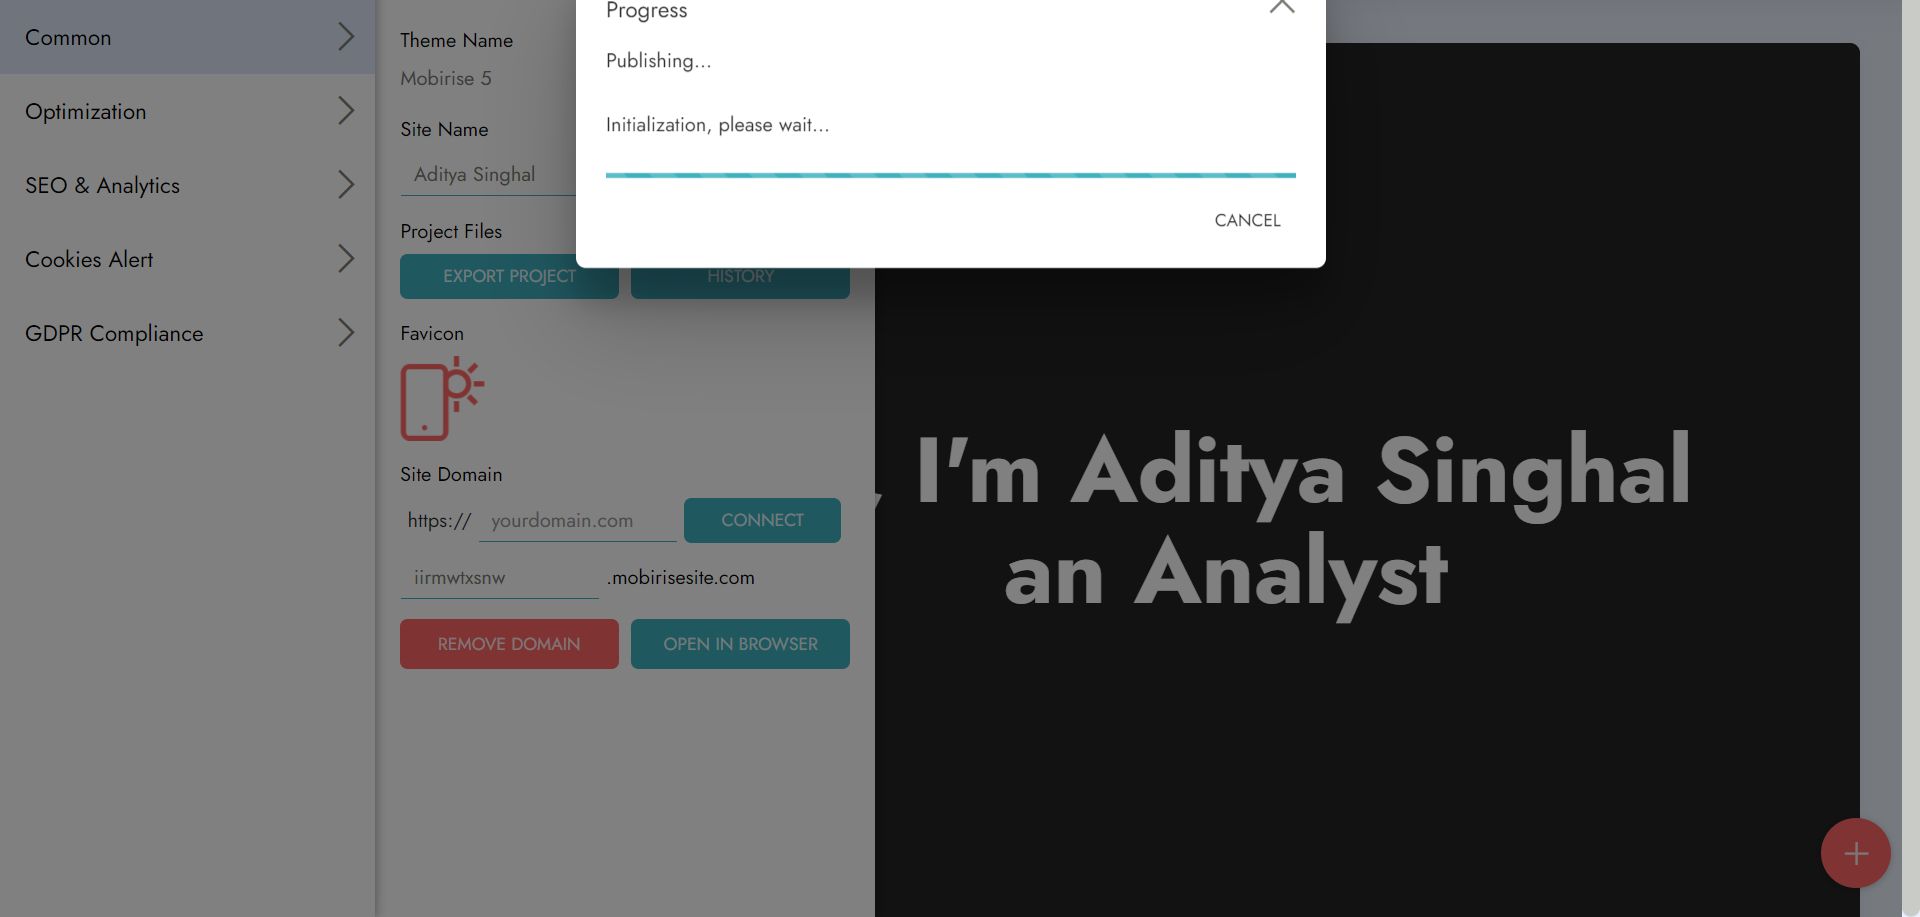 Common
Optimization
SEO & Analytics
Cookies Alert
GDPR Compliance
Theme Name
Mobirise 5
Site Name
Aditya Singhal
Project Files
EXPORT PROJECT
HISTORY
Favicon
Site Domain
https:// yourdomain.com CONNECT
iirmwtxsnw .mobirisesite.com
REMOVE DOMAIN
OPEN IN BROWSER
Progress
Publishing...
Initialization, please wait...
CANCEL
, I'm Aditya Singhal
an Analyst